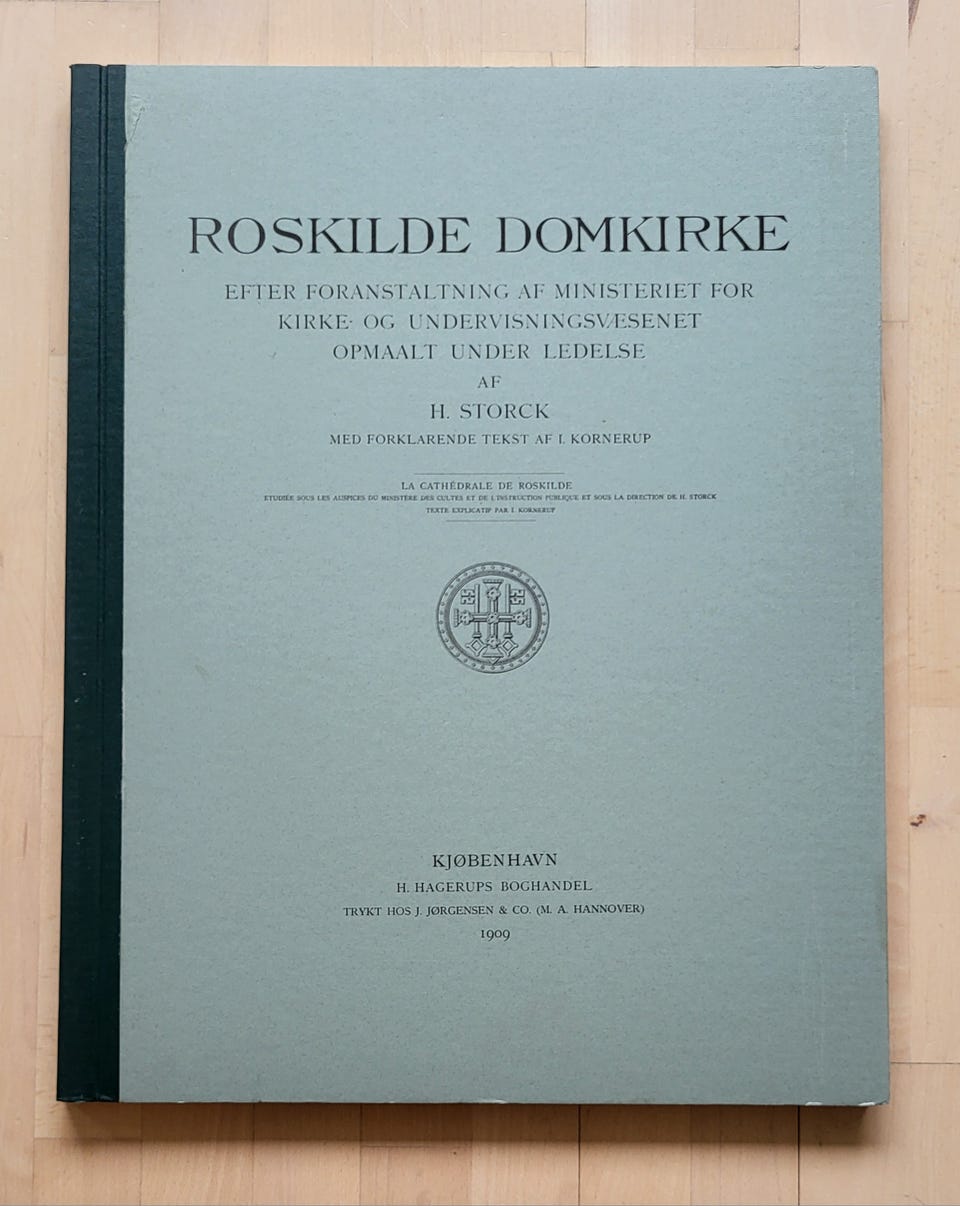 ROSKILDE DOMKIRKE
EFTER FORANSTALTNING AF MINISTERIET FOR
KIRKE- OG UNDERVISNINGSVÆSENET
OPMAALT UNDER LEDELSE
AF
H. STORCK
MED FORKLARENDE TEKST AF I. KORNERUP
LA CATHÉDRALE DE ROSKILDE
ETUDIÉE SOUS LES AUSPICES DU MINISTÈRE DES CULTES ET DE L'INSTRUCTION PUBLIQUE ET SOUS LA DIRECTION DE H. STORCK
TEXTE EXPLICATIF PAR I. KORNERUP
KJØBENHAVN
H. HAGERUPS BOGHANDEL
TRYKT HOS J. JØRGENSEN & CO. (M. A. HANNOVER)
1909